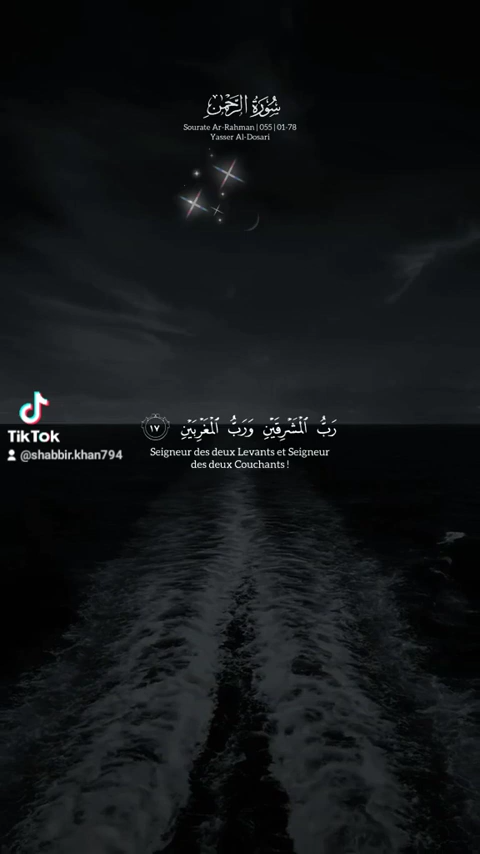 سُورَةُ الرَّحْمٰنِ
Sourate Ar-Rahman | 055 | 01-78
Yasser Al-Dosari
رَبُّ ٱلْمَشْرِقَيْنِ وَرَبُّ ٱلْمَغْرِبَيْنِ ١٧
Seigneur des deux Levants et Seigneur
des deux Couchants !
TikTok
@shabbir.khan794